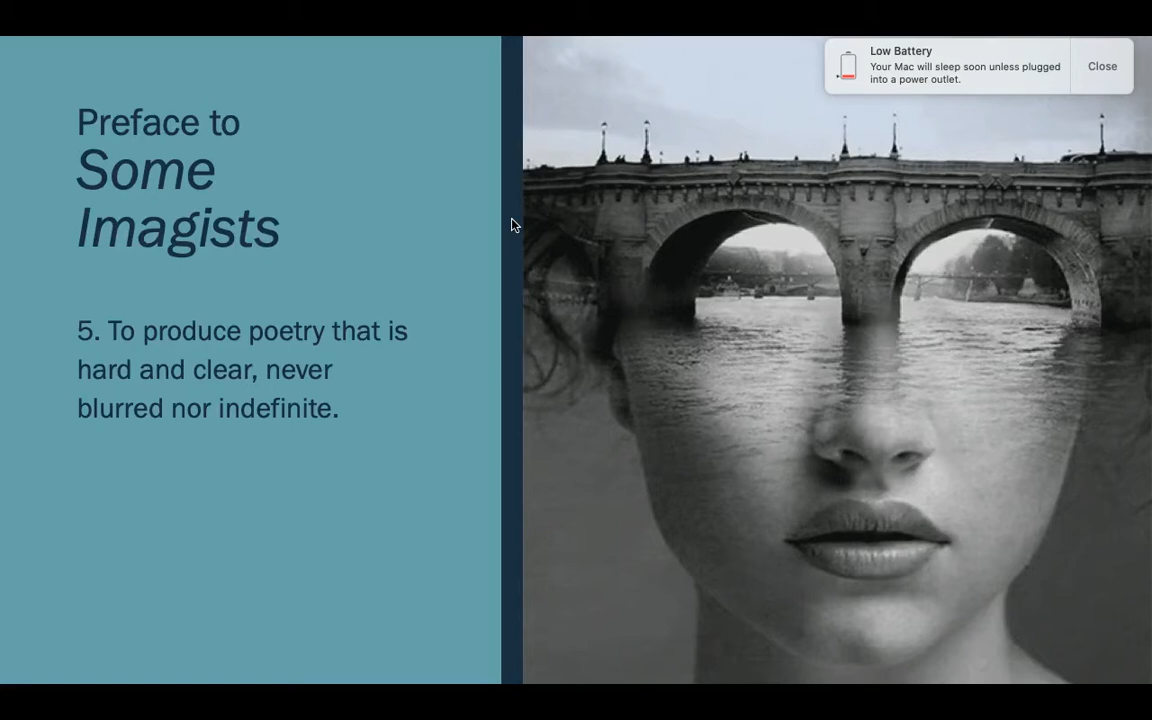 Preface to
Some
Imagists
5. To produce poetry that is
hard and clear, never
blurred nor indefinite.
Low Battery
Your Mac will sleep soon unless plugged
into a power outlet.
Close